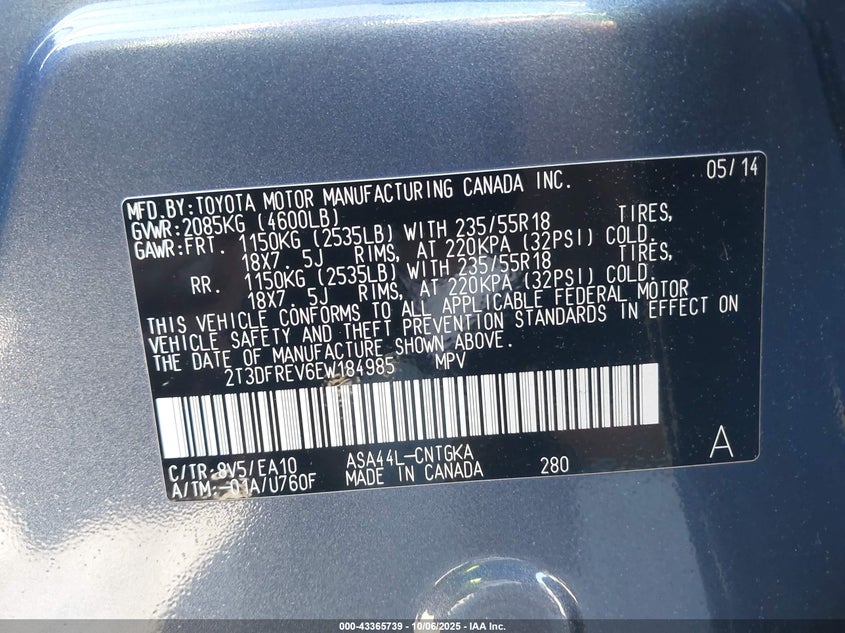 MFD.BY:TOYOTA MOTOR MANUFACTURING CANADA INC. 05/14
GVWR:2085KG (4600LB)
GAWR:FRT. 1150KG (2535LB) WITH 235/55R18 TIRES,
18X7.5J RIMS, AT 220KPA (32PSI) COLD.
RR. 1150KG (2535LB) WITH 235/55R18 TIRES,
18X7.5J RIMS, AT 220KPA (32PSI) COLD.
THIS VEHICLE CONFORMS TO ALL APPLICABLE FEDERAL MOTOR
VEHICLE SAFETY AND THEFT PREVENTION STANDARDS IN EFFECT ON
THE DATE OF MANUFACTURE SHOWN ABOVE.
2T3DFREV6EW184985 MPV
C/TR:8V5/EA10 ASA44L-CNTGKA A
A/TM:-01A/U760F MADE IN CANADA 280
000-43365739 - 10/06/2025 - IAA Inc.